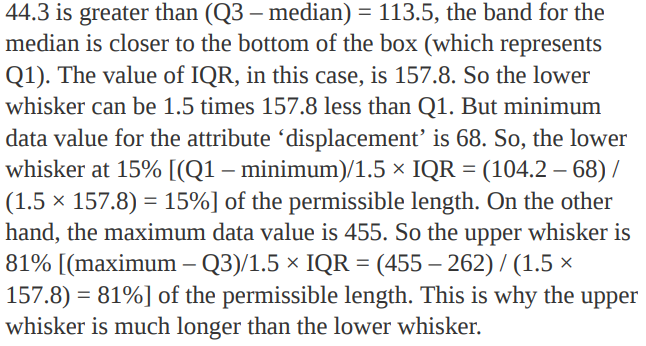 44.3 is greater than (Q3 – median) = 113.5, the band for the
median is closer to the bottom of the box (which represents
Q1). The value of IQR, in this case, is 157.8. So the lower
whisker can be 1.5 times 157.8 less than Q1. But minimum
data value for the attribute ‘displacement’ is 68. So, the lower
whisker at 15% [(Q1 – minimum)/1.5 × IQR = (104.2 – 68) /
(1.5 × 157.8) = 15%] of the permissible length. On the other
hand, the maximum data value is 455. So the upper whisker is
81% [(maximum – Q3)/1.5 × IQR = (455 – 262) / (1.5 ×
157.8) = 81%] of the permissible length. This is why the upper
whisker is much longer than the lower whisker.